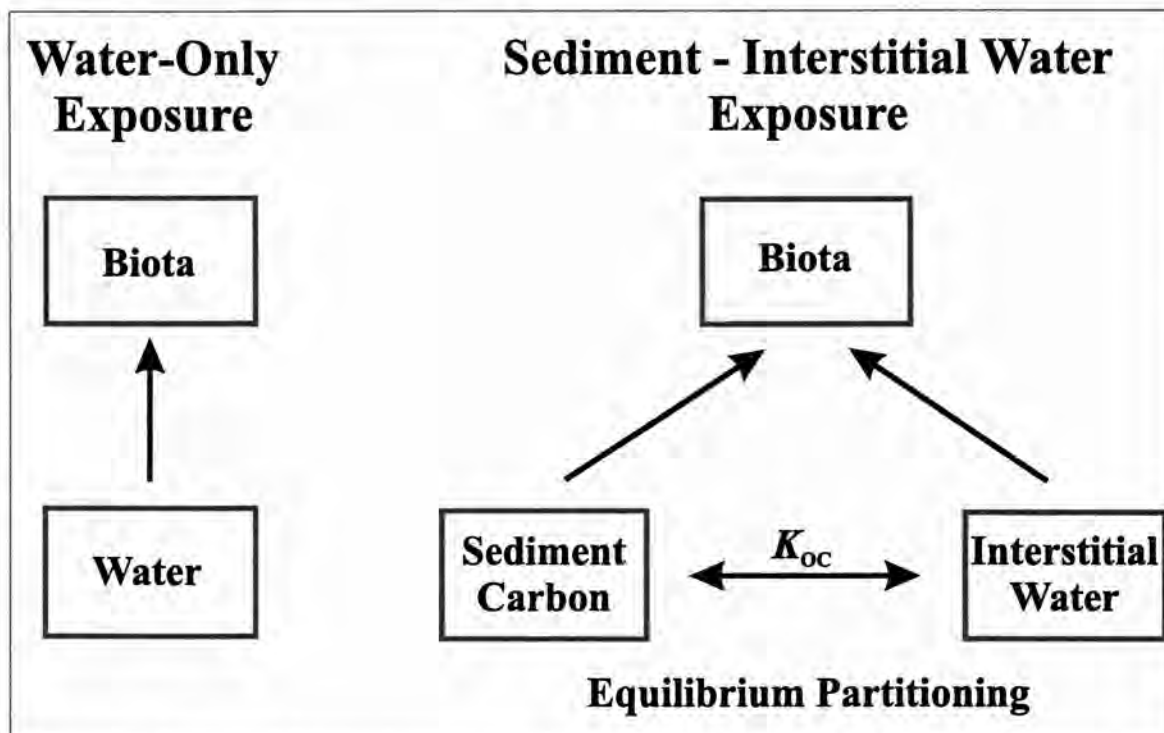 Water-Only
Exposure
Biota
Water
Sediment - Interstitial Water
Exposure
Biota
Sediment
Carbon
Koc
Interstitial
Water
Equilibrium Partitioning